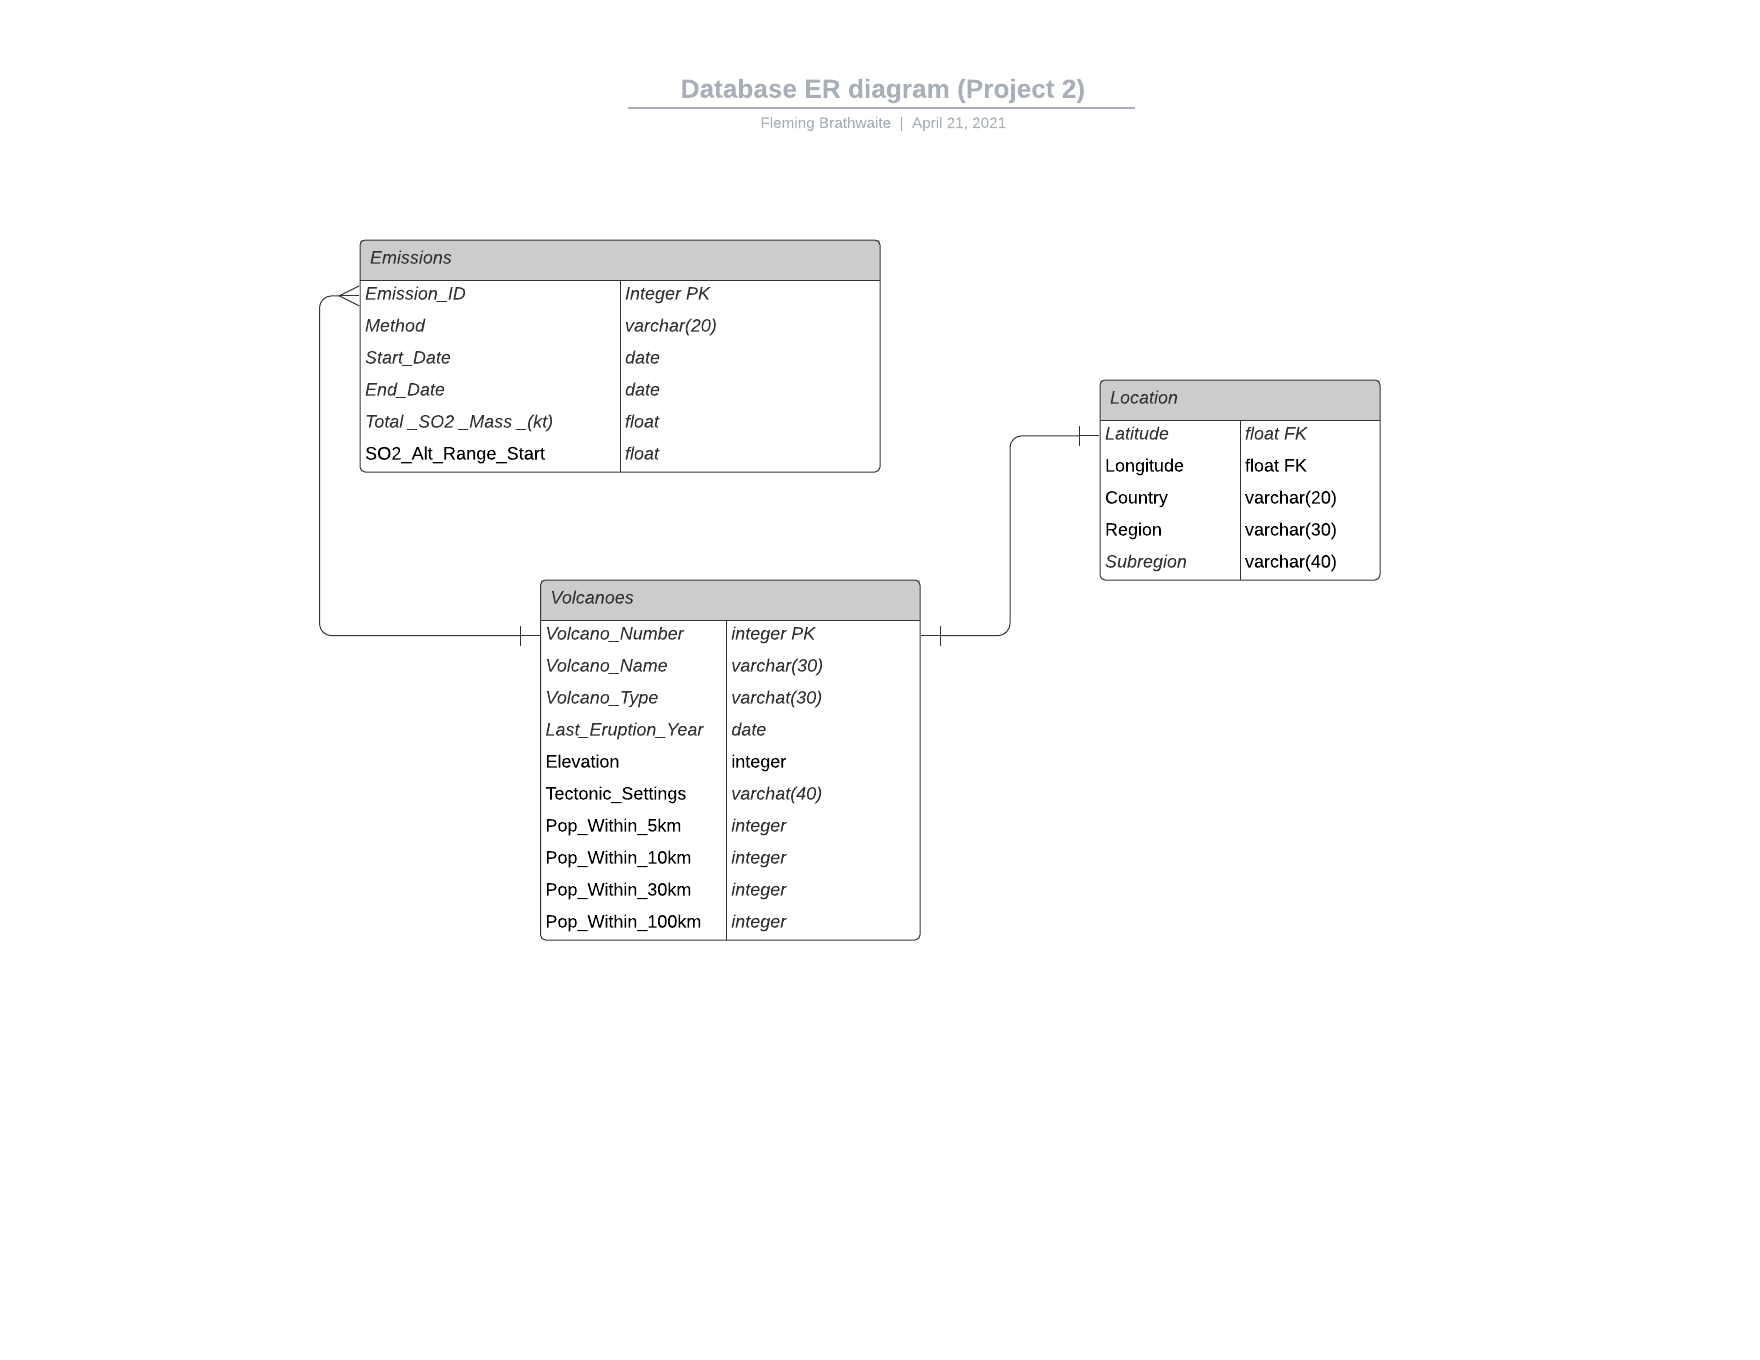 Database ER diagram (Project 2)
Fleming Brathwaite | April 21, 2021
Emissions
Emission_ID Integer PK
Method varchar(20)
Start_Date date
End_Date date
Total _SO2 _Mass _(kt) float
SO2_Alt_Range_Start float
Location
Latitude float FK
Longitude float FK
Country varchar(20)
Region varchar(30)
Subregion varchar(40)
Volcanoes
Volcano_Number integer PK
Volcano_Name varchar(30)
Volcano_Type varchat(30)
Last_Eruption_Year date
Elevation integer
Tectonic_Settings varchat(40)
Pop_Within_5km integer
Pop_Within_10km integer
Pop_Within_30km integer
Pop_Within_100km integer